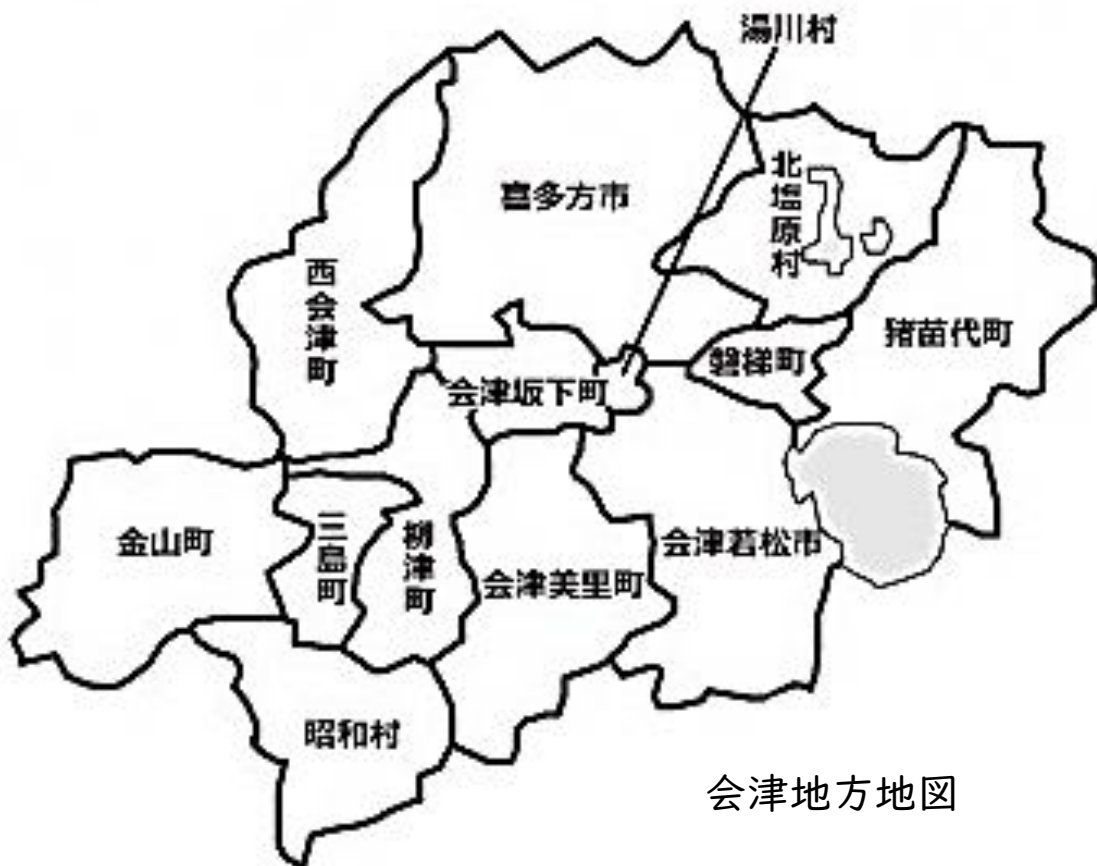 湯川村
北塩原村
喜多方市
西会津町
猪苗代町
磐梯町
会津坂下町
金山町
三島町
柳津町
会津美里町
会津若松市
昭和村
会津地方地図